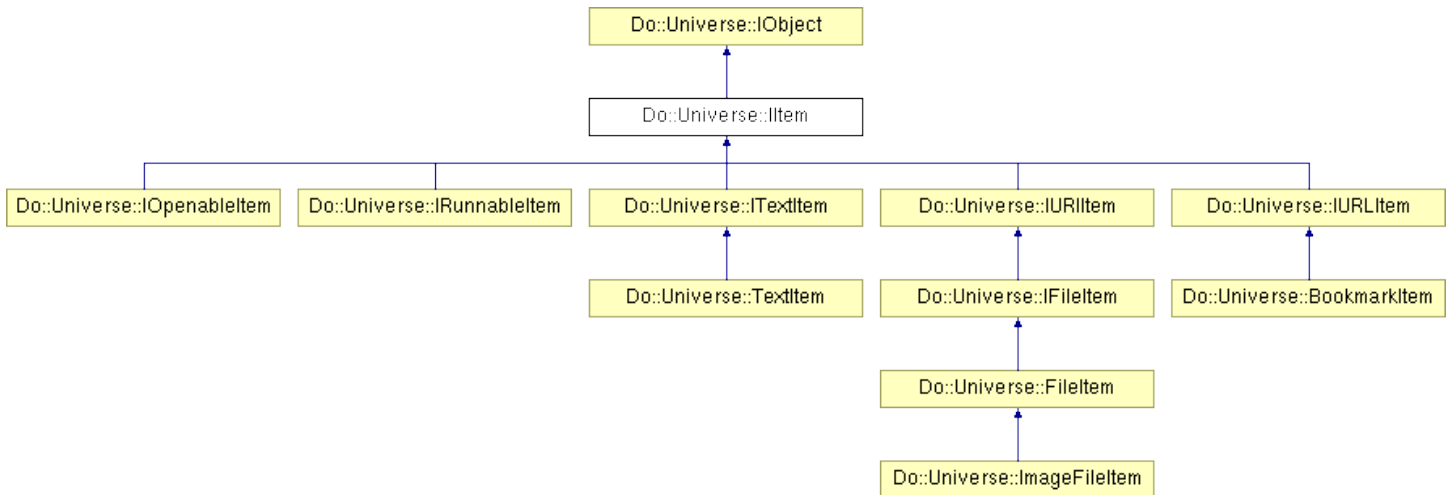 Do::Universe::IObject
Do::Universe::IItem
Do::Universe::IOpenableItem
Do::Universe::IRunnableItem
Do::Universe::ITextItem
Do::Universe::IURIItem
Do::Universe::IURLItem
Do::Universe::TextItem
Do::Universe::IFileItem
Do::Universe::BookmarkItem
Do::Universe::FileItem
Do::Universe::ImageFileItem